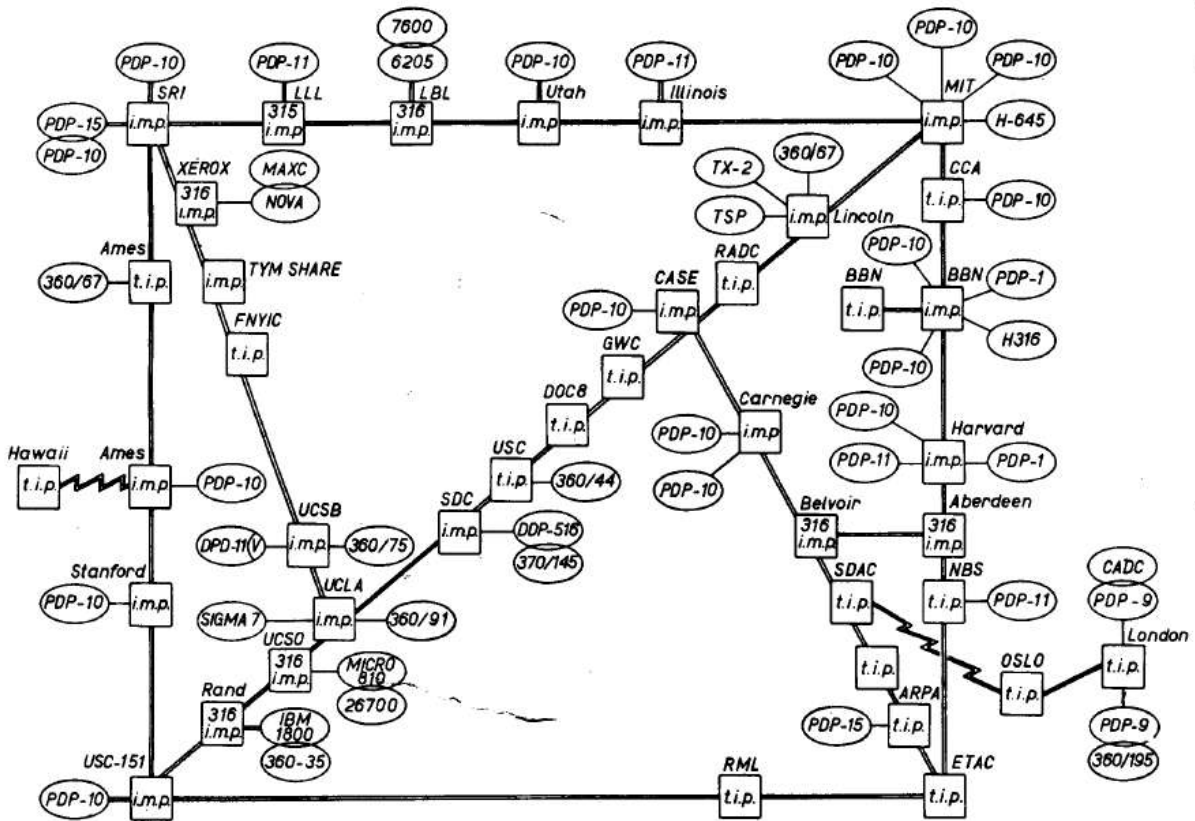 7600
6205
PDP-10
PDP-10
PDP-11
PDP-10
PDP-11
PDP-10
PDP-10
SRI
LLL
LBL
Utah
Illinois
MIT
PDP-15
PDP-10
i.m.p.
315
i.m.p.
316
i.m.p.
i.m.p.
i.m.p.
i.m.p.
H-645
XEROX
316
i.m.p.
MAXC
NOVA
TX-2
360/67
TSP
i.m.p.
Lincoln
CCA
t.i.p.
PDP-10
Ames
360/67
t.i.p.
i.m.p.
TYM SHARE
RADC
t.i.p.
CASE
PDP-10
i.m.p.
BBN
t.i.p.
PDP-10
BBN
i.m.p.
PDP-1
H316
PDP-10
FNYIC
t.i.p.
GWC
t.i.p.
DOC8
t.i.p.
Carnegie
PDP-10
i.m.p
PDP-10
PDP-10
Harvard
PDP-11
i.m.p.
PDP-1
Hawaii
t.i.p.
Ames
i.m.p
PDP-10
USC
t.i.p.
360/44
SDC
i.m.p.
DDP-516
370/145
UCSB
DPD-11(V
i.m.p.
360/75
Belvoir
316
i.m.p
Aberdeen
316
i.m.p.
Stanford
PDP-10
i.m.p.
UCLA
SIGMA 7
i.m.p.
360/91
SDAC
t.i.p.
NBS
t.i.p.
PDP-11
CADC
PDP-9
London
t.i.p.
PDP-9
360/195
OSLO
t.i.p.
UCSO
316
i.m.p.
MICRO
810
26700
t.i.p.
Rand
316
i.m.p.
IBM
1800
360-35
ARPA
PDP-15
t.i.p.
USC-151
PDP-10
i.m.p.
RML
t.i.p.
ETAC
t.i.p.